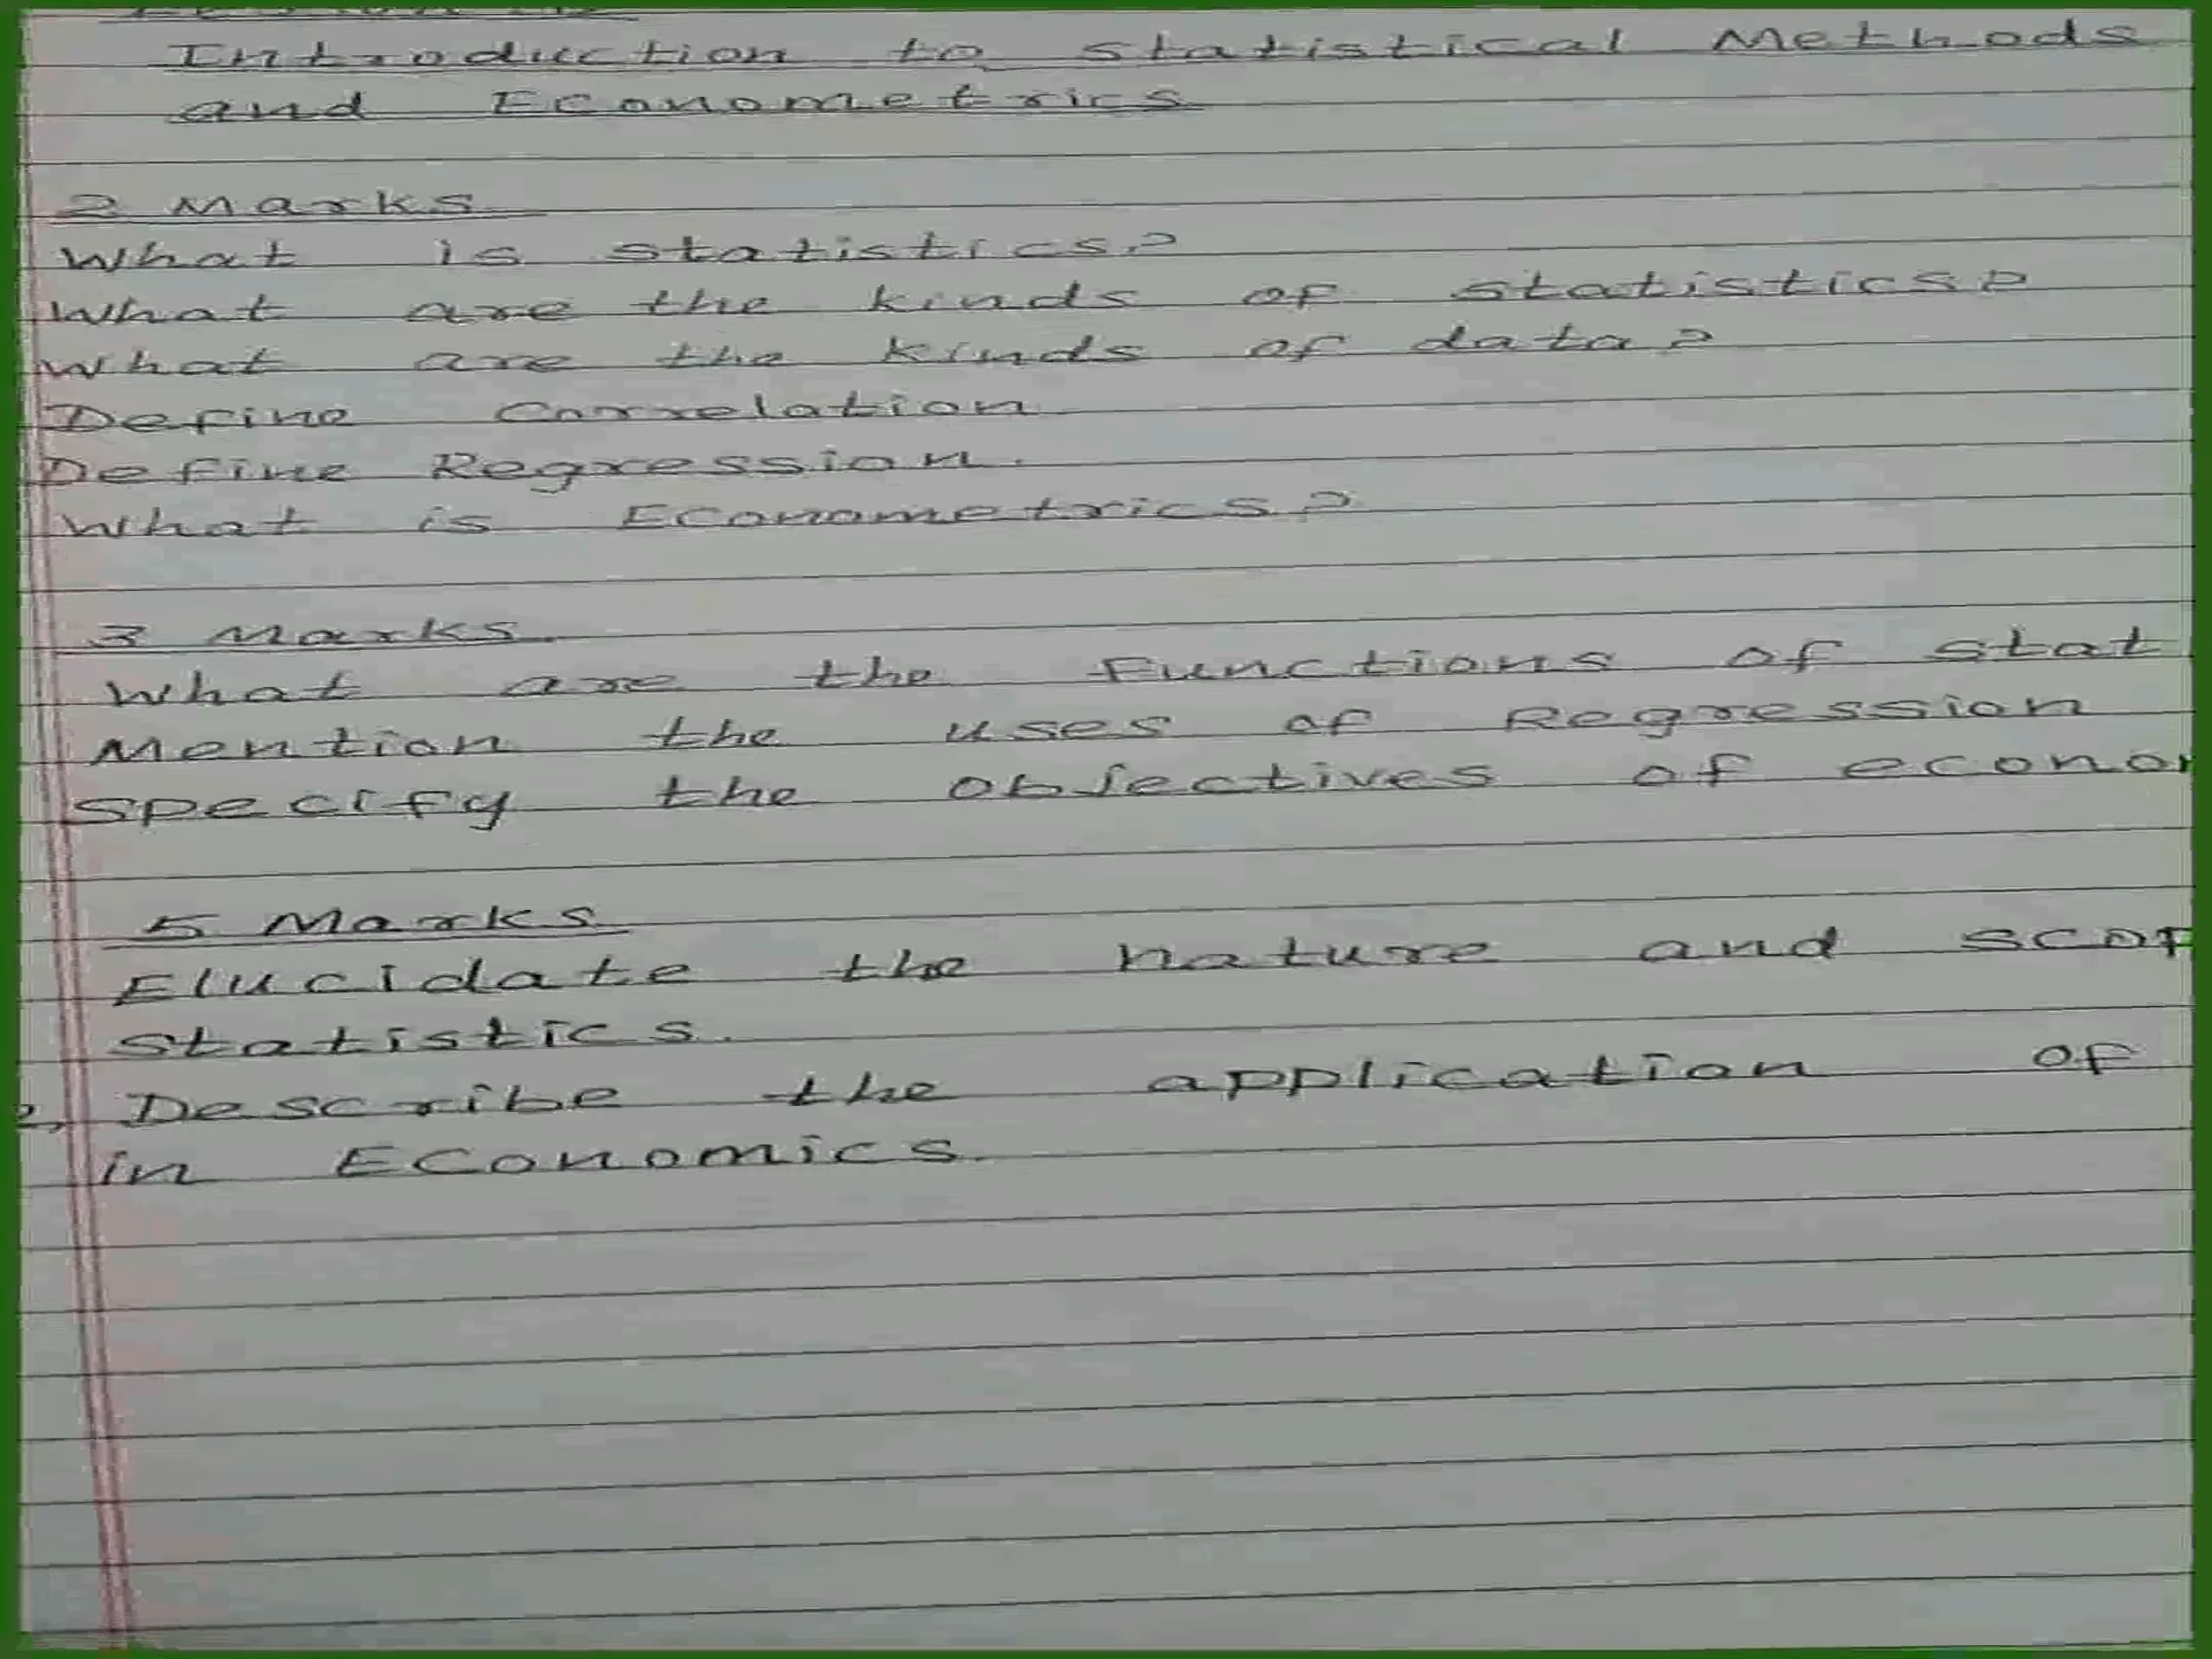 Introduction to Statistical Methods
and Econometrics
2 Marks
What is statistics?
What are the kinds of statistics?
What are the kinds of data?
Define Correlation
Define Regression.
What is Econometrics?
3 Marks
What are the Functions of stat
Mention the uses of Regression
Specify the objectives of econo
5 Marks
Elucidate the nature and scop
statistics.
2, Describe the application of
in Economics.